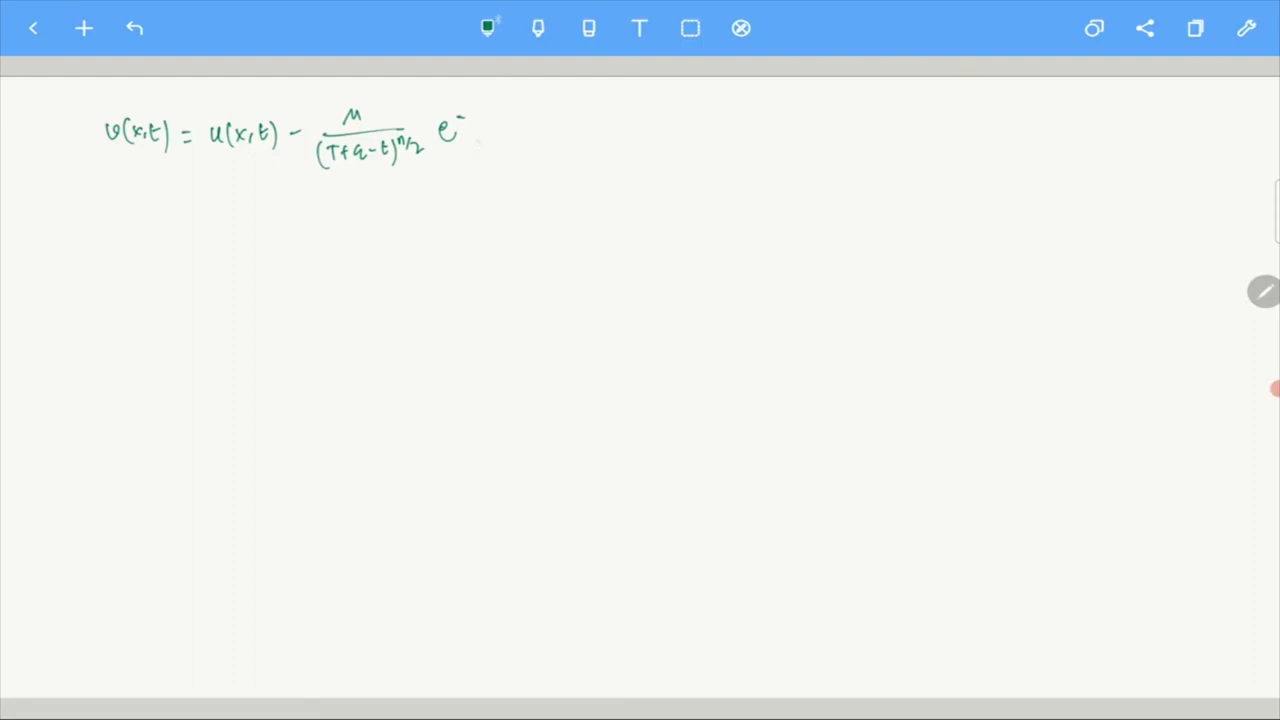 v(x,t) = u(x,t) - μ/(T+ε-t)^{n/2} e^-